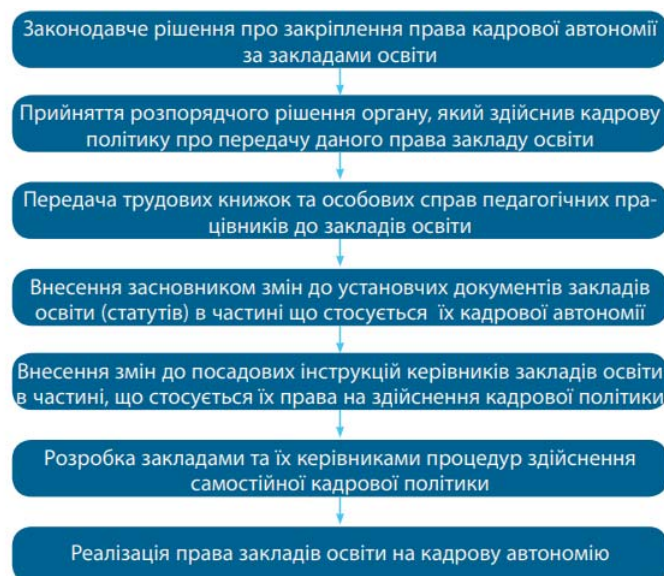 Законодавче рішення про закріплення права кадрової автономії
за закладами освіти
Прийняття розпорядчого рішення органу, який здійснив кадрову
політику про передачу даного права закладу освіти
Передача трудових книжок та особових справ педагогічних пра-
цівників до закладів освіти
Внесення засновником змін до установчих документів закладів
освіти (статутів) в частині що стосується їх кадрової автономії
Внесення змін до посадових інструкцій керівників закладів освіти
в частині, що стосується їх права на здійснення кадрової політики
Розробка закладами та їх керівниками процедур здійснення
самостійної кадрової політики
Реалізація права закладів освіти на кадрову автономію